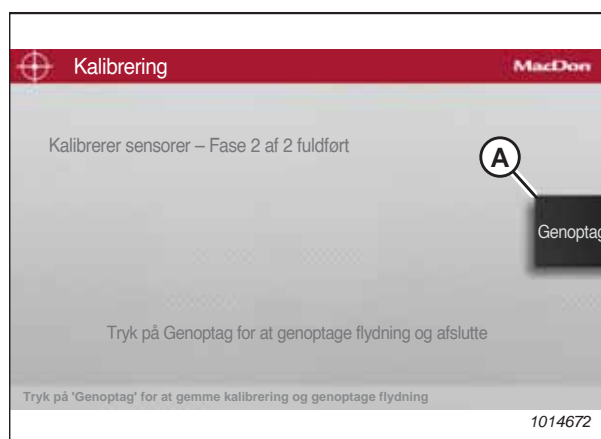 Kalibrering
MacDon
Kalibrerer sensorer – Fase 2 af 2 fuldført
A
Genoptag
Tryk på Genoptag for at genoptage flydning og afslutte
Tryk på 'Genoptag' for at gemme kalibrering og genoptage flydning
1014672